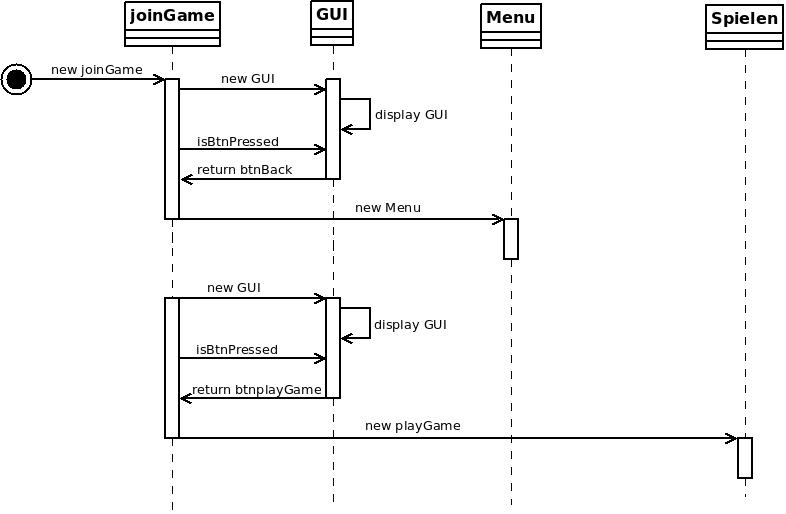 joinGame
GUI
Menu
Spielen
new joinGame
new GUI
display GUI
isBtnPressed
return btnBack
new Menu
new GUI
display GUI
isBtnPressed
return btnplayGame
new playGame